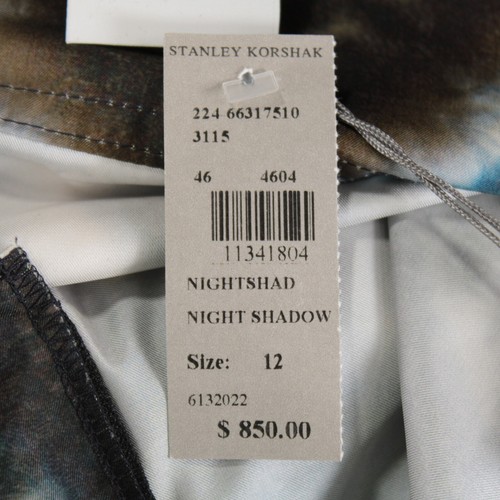 STANLEY KORSHAK
224 66317510
3115
46 4604
11341804
NIGHTSHAD
NIGHT SHADOW
Size: 12
6132022
$ 850.00